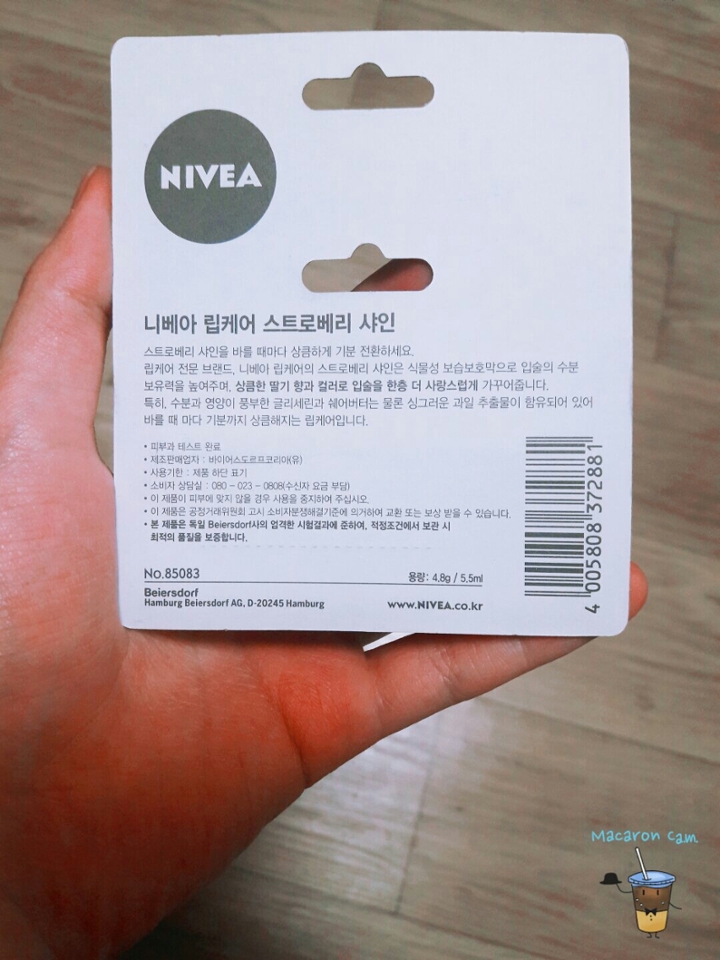 NIVEA
니베아 립케어 스트로베리 샤인
스트로베리 샤인을 바를 때마다 상큼하게 기분 전환하세요.
립케어 전문 브랜드, 니베아 립케어의 스트로베리 샤인은 식물성 보습보호막으로 입술의 수분
보유력을 높여주며, 상큼한 딸기 향과 컬러로 입술을 한층 더 사랑스럽게 가꾸어줍니다.
특히, 수분과 영양이 풍부한 글리세린과 쉐어버터는 물론 싱그러운 과일 추출물이 함유되어 있어
바를 때 마다 기분까지 상큼해지는 립케어입니다.
• 피부과 테스트 완료
• 제조판매업자 : 바이어스도르프코리아(유)
• 사용기한 : 제품 하단 표기
• 소비자 상담실 : 080 - 023 - 0808(수신자 요금 부담)
• 이 제품이 피부에 맞지 않을 경우 사용을 중지하여 주십시오.
• 이 제품은 공정거래위원회 고시 소비자분쟁해결기준에 의거하여 교환 또는 보상 받을 수 있습니다.
• 본 제품은 독일 Beiersdorf사의 엄격한 시험결과에 준하여, 적정조건에서 보관 시
최적의 품질을 보증합니다.
No.85083
용량: 4.8g / 5.5ml
Beiersdorf
Hamburg Beiersdorf AG, D-20245 Hamburg
www.NIVEA.co.kr
4 005808 372881
Macaron Cam